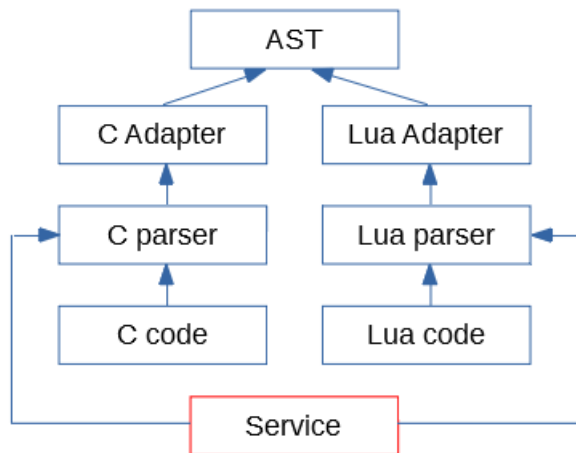 AST
C Adapter
Lua Adapter
C parser
Lua parser
C code
Lua code
Service